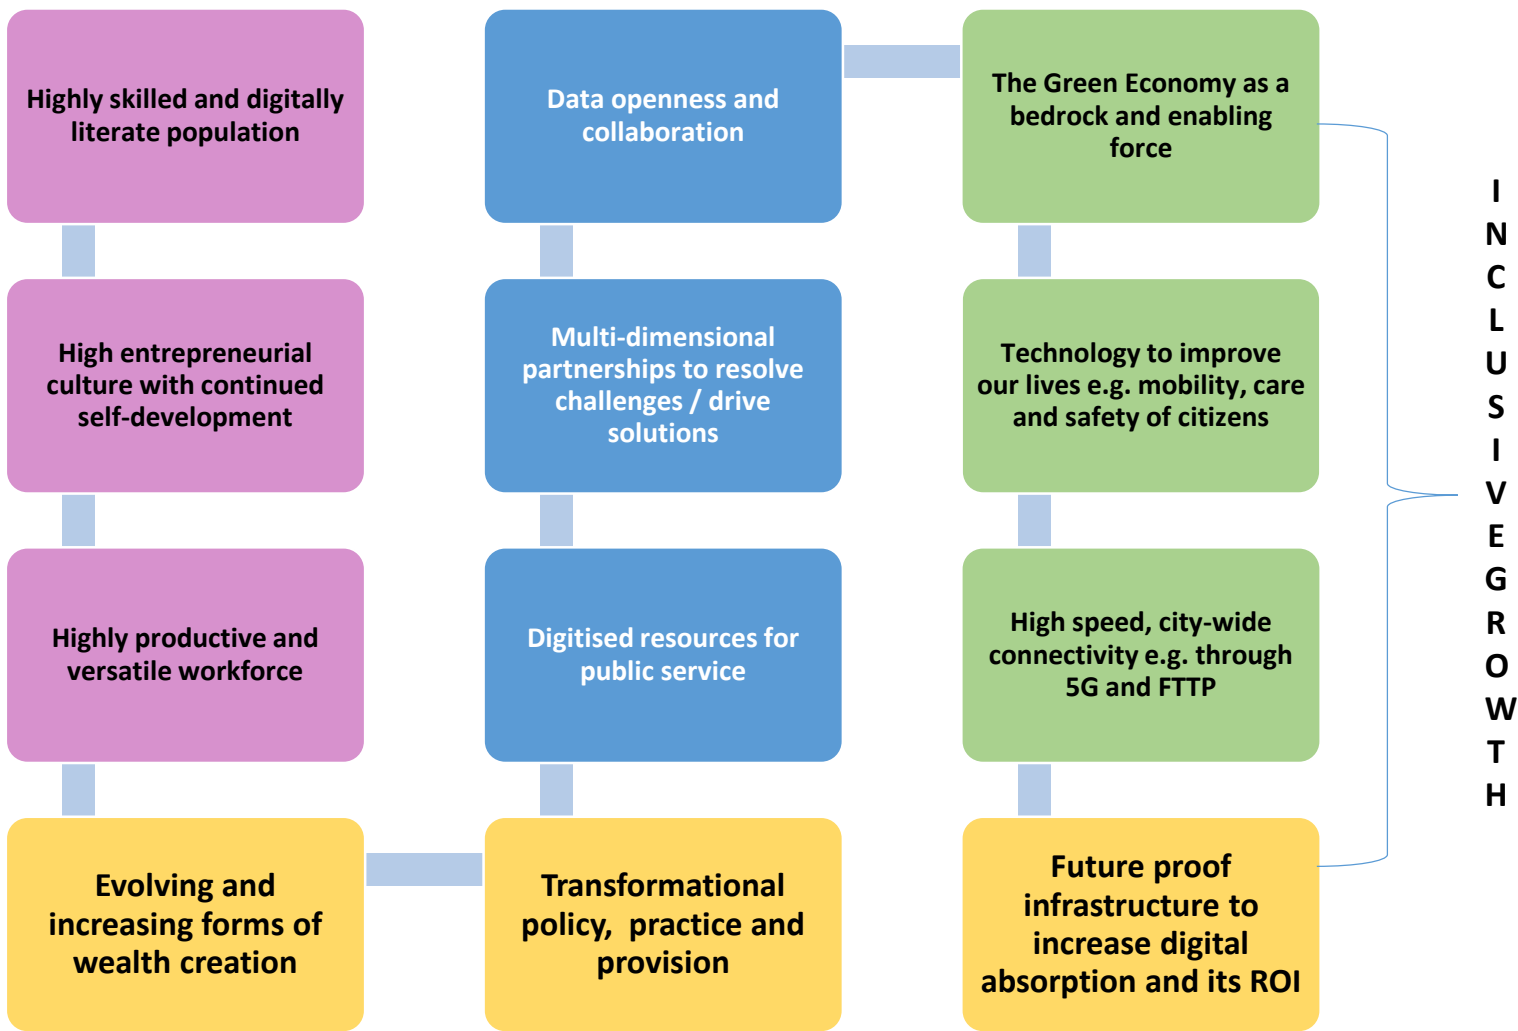 Highly skilled and digitally
literate population
High entrepreneurial
culture with continued
self-development
Highly productive and
versatile workforce
Evolving and
increasing forms of
wealth creation
Data openness and
collaboration
Multi-dimensional
partnerships to resolve
challenges / drive
solutions
Digitised resources for
public service
Transformational
policy, practice and
provision
The Green Economy as a
bedrock and enabling
force
Technology to improve
our lives e.g. mobility, care
and safety of citizens
High speed, city-wide
connectivity e.g. through
5G and FTTP
Future proof
infrastructure to
increase digital
absorption and its ROI
I
N
C
L
U
S
I
V
E
G
R
O
W
T
H